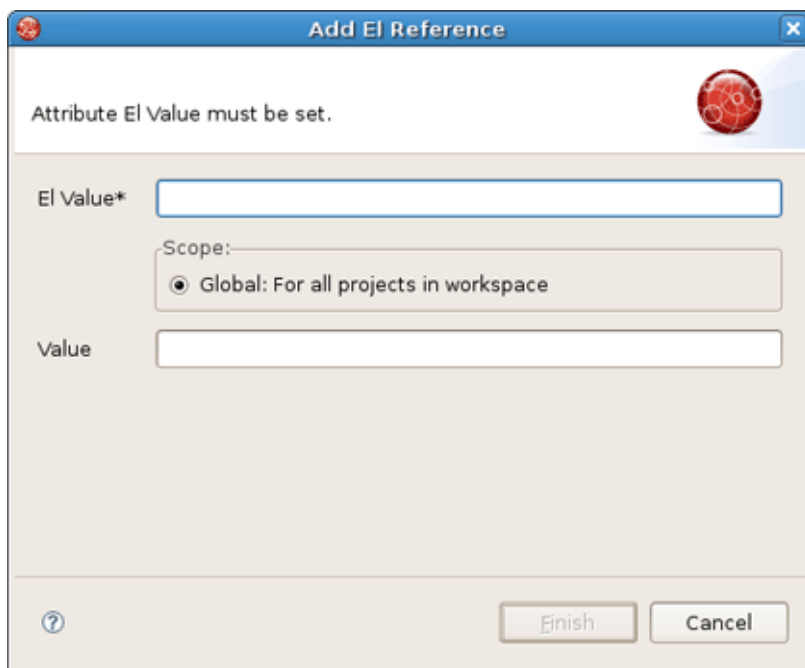 Add El Reference
Attribute El Value must be set.
El Value*
Scope:
Global: For all projects in workspace
Value
Finish
Cancel